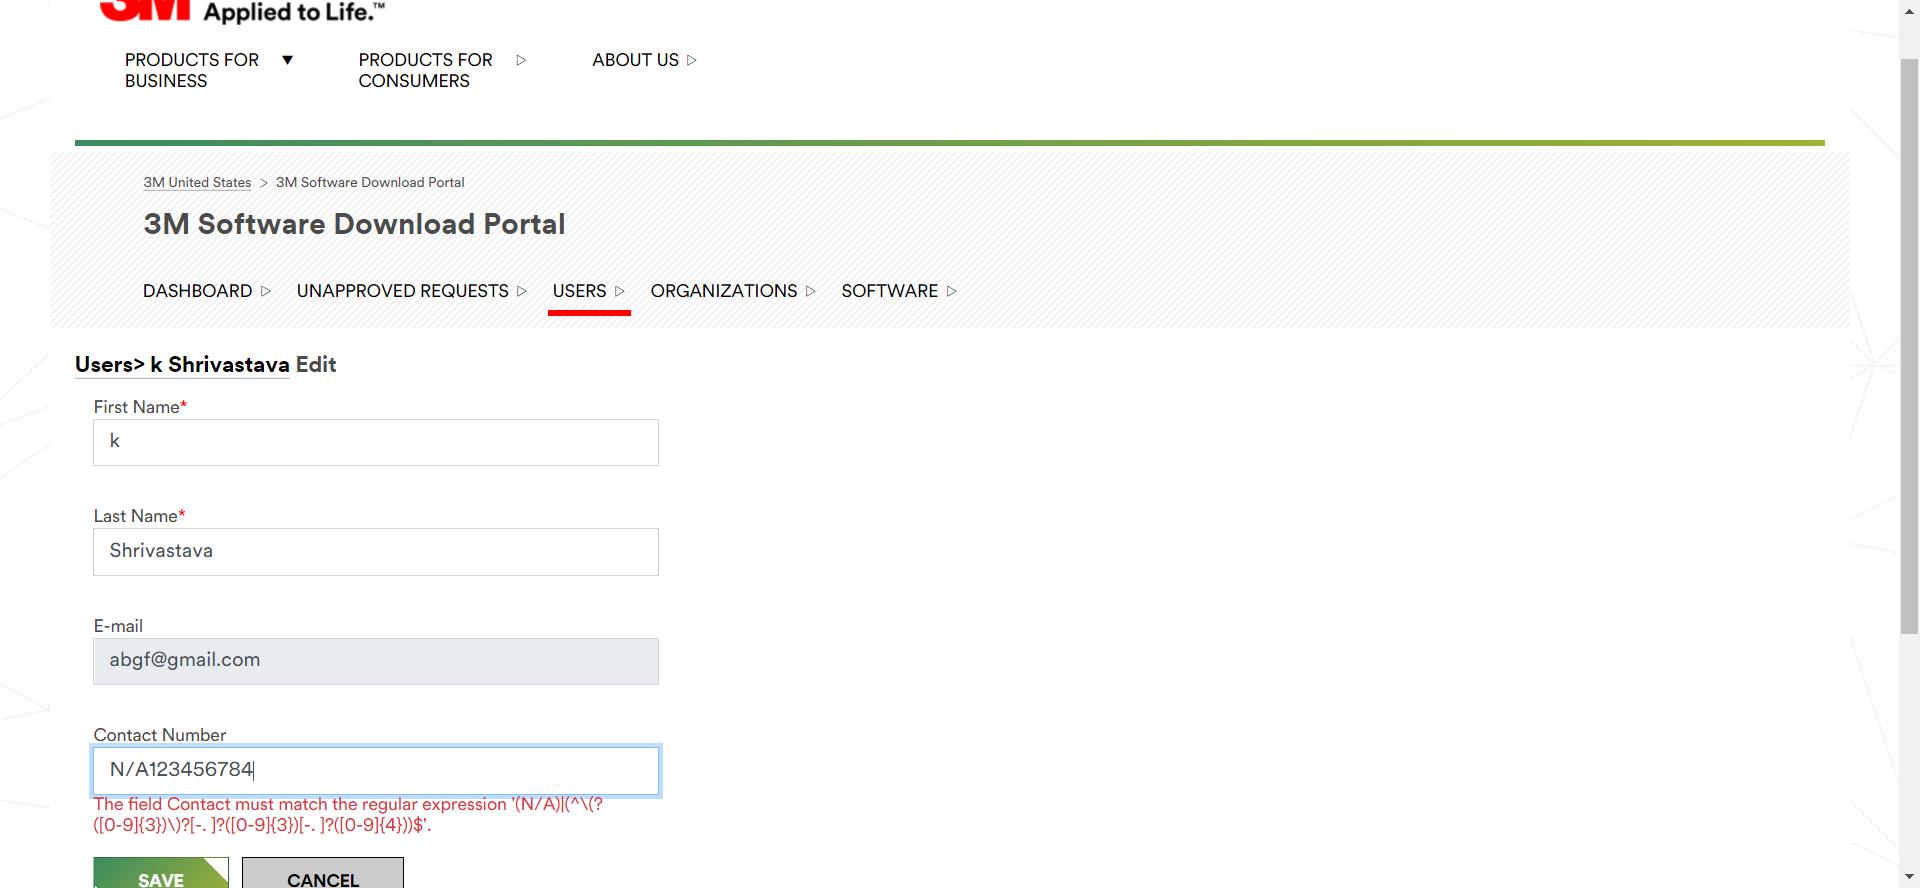 3M Applied to Life.™
PRODUCTS FOR BUSINESS ▼
PRODUCTS FOR CONSUMERS ▷
ABOUT US ▷
3M United States > 3M Software Download Portal
3M Software Download Portal
DASHBOARD ▷ UNAPPROVED REQUESTS ▷ USERS ▷ ORGANIZATIONS ▷ SOFTWARE ▷
Users> k Shrivastava Edit
First Name*
k
Last Name*
Shrivastava
E-mail
abgf@gmail.com
Contact Number
N/A123456784
The field Contact must match the regular expression '(N/A)|(^\(?
([0-9]{3})\)?[-. ]?([0-9]{3})[-. ]?([0-9]{4}))$'.
SAVE CANCEL